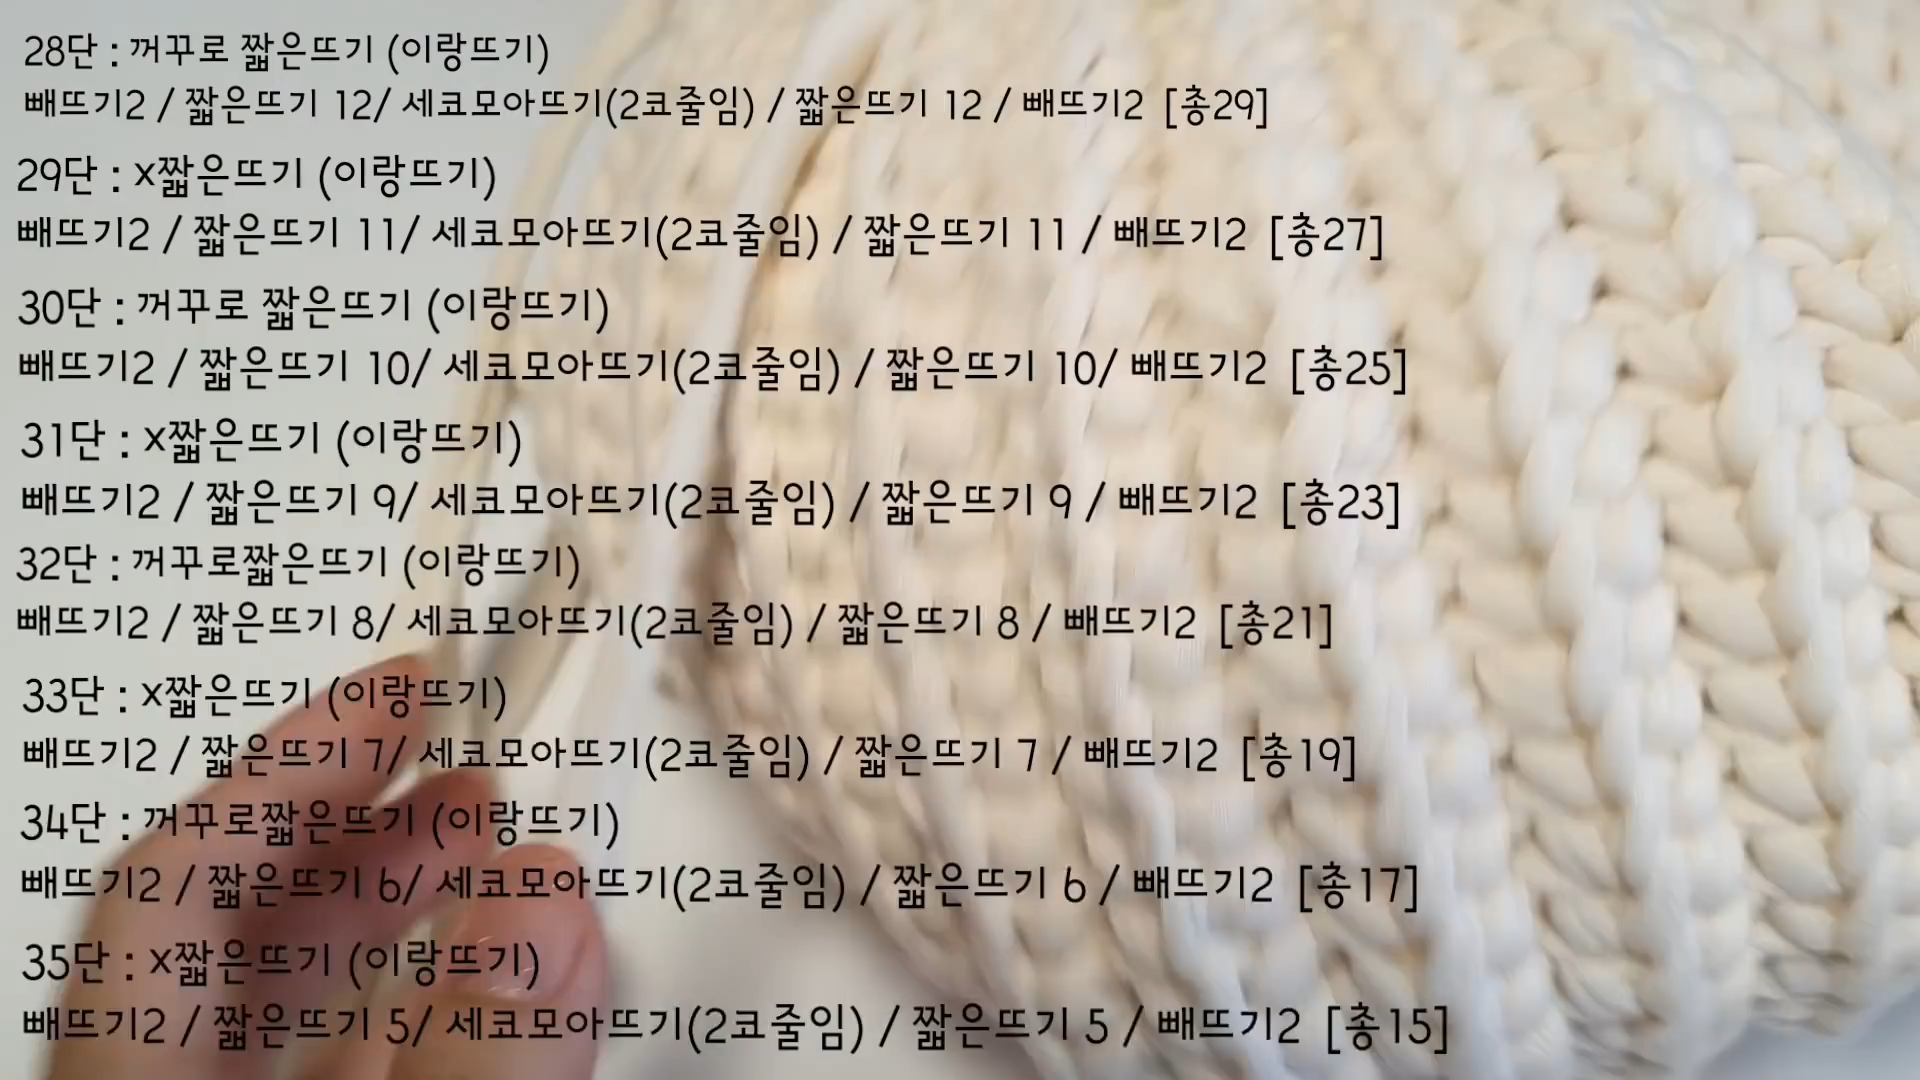 28단 : 꺼꾸로 짧은뜨기 (이랑뜨기)
빼뜨기2 / 짧은뜨기 12/ 세코모아뜨기(2코줄임) / 짧은뜨기 12 / 빼뜨기2 [총29]
29단 : x짧은뜨기 (이랑뜨기)
빼뜨기2 / 짧은뜨기 11/ 세코모아뜨기(2코줄임) / 짧은뜨기 11 / 빼뜨기2 [총27]
30단 : 꺼꾸로 짧은뜨기 (이랑뜨기)
빼뜨기2 / 짧은뜨기 10/ 세코모아뜨기(2코줄임) / 짧은뜨기 10/ 빼뜨기2 [총25]
31단 : x짧은뜨기 (이랑뜨기)
빼뜨기2 / 짧은뜨기 9/ 세코모아뜨기(2코줄임) / 짧은뜨기 9 / 빼뜨기2 [총23]
32단 : 꺼꾸로짧은뜨기 (이랑뜨기)
빼뜨기2 / 짧은뜨기 8/ 세코모아뜨기(2코줄임) / 짧은뜨기 8 / 빼뜨기2 [총21]
33단 : x짧은뜨기 (이랑뜨기)
빼뜨기2 / 짧은뜨기 7/ 세코모아뜨기(2코줄임) / 짧은뜨기 7 / 빼뜨기2 [총19]
34단 : 꺼꾸로짧은뜨기 (이랑뜨기)
빼뜨기2 / 짧은뜨기 6/ 세코모아뜨기(2코줄임) / 짧은뜨기 6 / 빼뜨기2 [총17]
35단 : x짧은뜨기 (이랑뜨기)
빼뜨기2 / 짧은뜨기 5/ 세코모아뜨기(2코줄임) / 짧은뜨기 5 / 빼뜨기2 [총15]